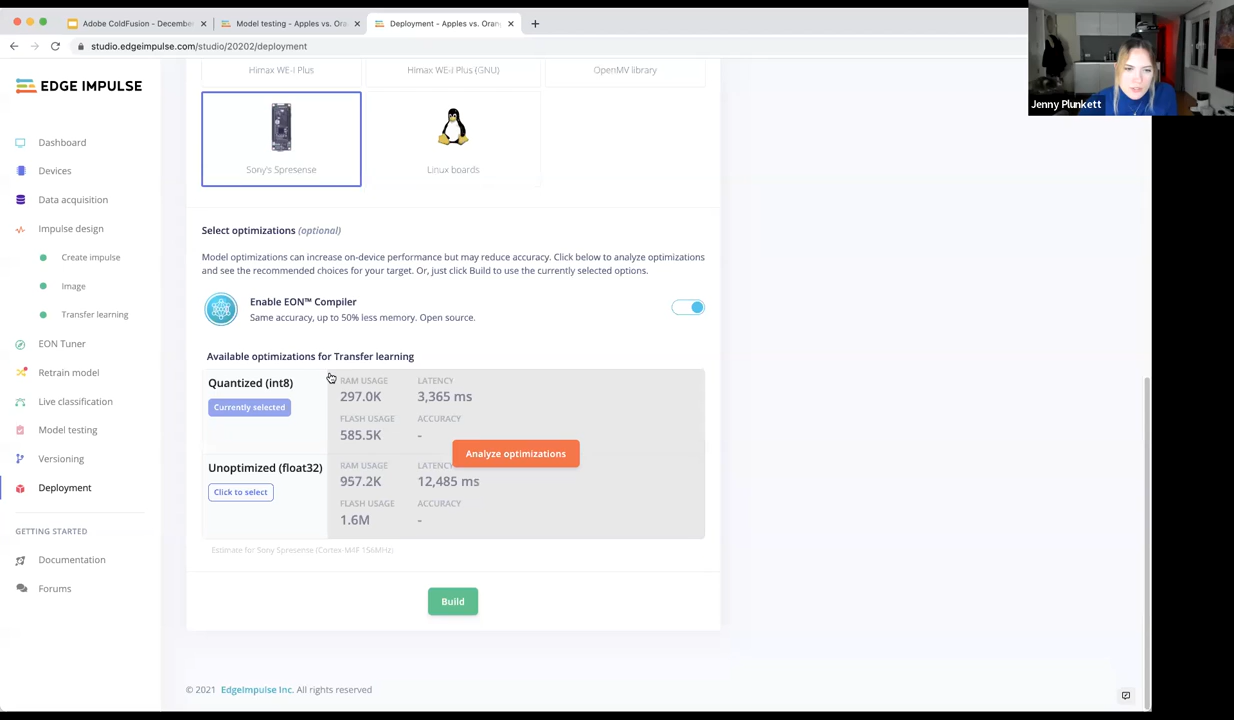 Adobe ColdFusion - December
Model testing - Apples vs. Ora
Deployment - Apples vs. Oran
studio.edgeimpulse.com/studio/20202/deployment
Jenny Plunkett
EDGE IMPULSE
Dashboard
Devices
Data acquisition
Impulse design
Create impulse
Image
Transfer learning
EON Tuner
Retrain model
Live classification
Model testing
Versioning
Deployment
GETTING STARTED
Documentation
Forums
Himax WE-I Plus
Himax WE-I Plus (GNU)
OpenMV library
Sony's Spresense
Linux boards
Select optimizations (optional)
Model optimizations can increase on-device performance but may reduce accuracy. Click below to analyze optimizations
and see the recommended choices for your target. Or, just click Build to use the currently selected options.
Enable EON™ Compiler
Same accuracy, up to 50% less memory. Open source.
Available optimizations for Transfer learning
Quantized (int8)
Currently selected
RAM USAGE
297.0K
LATENCY
3,365 ms
FLASH USAGE
585.5K
ACCURACY
-
Analyze optimizations
Unoptimized (float32)
Click to select
RAM USAGE
957.2K
LATENCY
12,485 ms
FLASH USAGE
1.6M
ACCURACY
-
Estimate for Sony Spresense (Cortex-M4F 156MHz)
Build
© 2021 EdgeImpulse Inc. All rights reserved